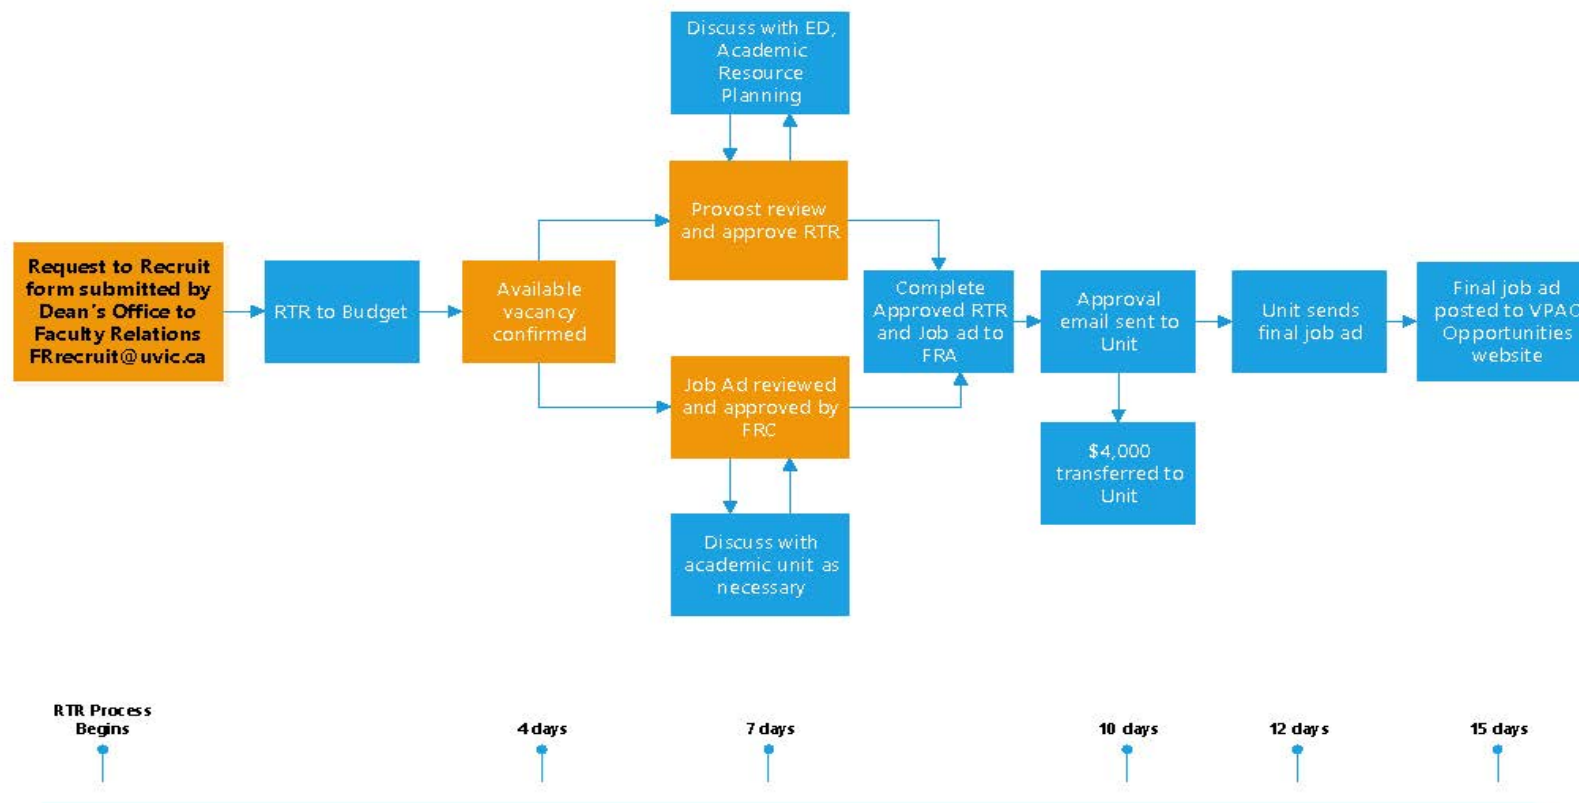 Discuss with ED,
Academic
Resource
Planning
Provost review
and approve RTR
Request to Recruit
form submitted by
Dean's Office to
Faculty Relations
FRrecruit@uvic.ca
RTR to Budget
Available
vacancy
confirmed
Complete
Approved RTR
and Job ad to
FRA
Approval
email sent to
Unit
Unit sends
final job ad
Final job ad
posted to VPAC
Opportunities
website
Job Ad reviewed
and approved by
FRC
$4,000
transferred to
Unit
Discuss with
academic unit as
necessary
RTR Process
Begins
4 days
7 days
10 days
12 days
15 days